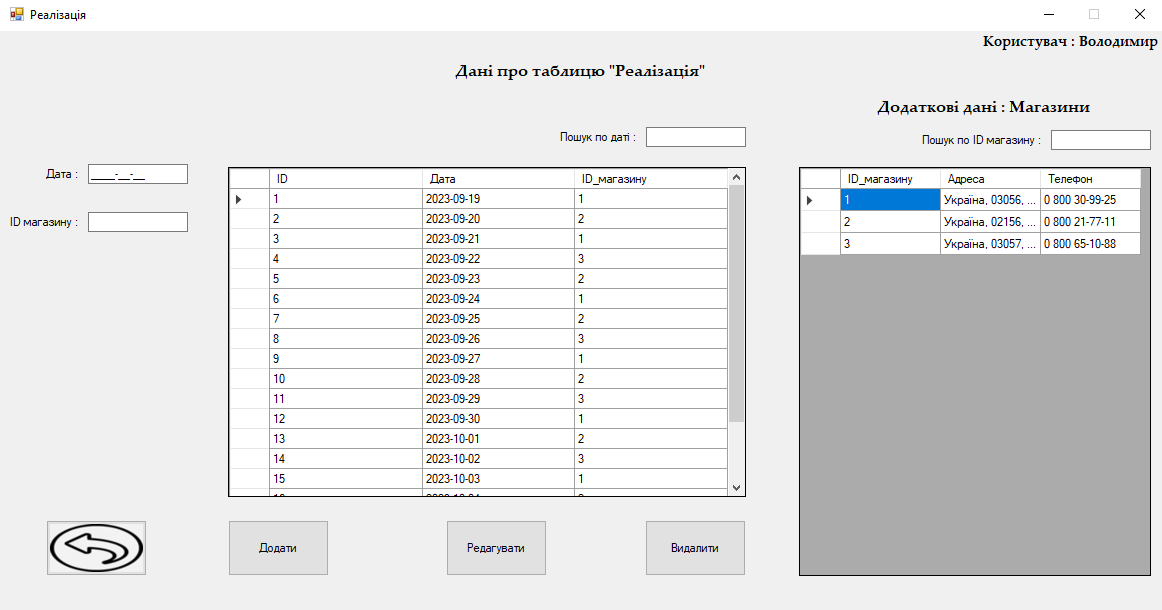 Реалізація
Користувач : Володимир
Дані про таблицю "Реалізація"
Додаткові дані : Магазини
Пошук по даті :
Пошук по ID магазину :
Дата : ____-__-__
ID магазину :
ID Дата ID_магазину
1 2023-09-19 1
2 2023-09-20 2
3 2023-09-21 1
4 2023-09-22 3
5 2023-09-23 2
6 2023-09-24 1
7 2023-09-25 2
8 2023-09-26 3
9 2023-09-27 1
10 2023-09-28 2
11 2023-09-29 3
12 2023-09-30 1
13 2023-10-01 2
14 2023-10-02 3
15 2023-10-03 1
ID_магазину Адреса Телефон
1 Україна, 03056, ... 0 800 30-99-25
2 Україна, 02156, ... 0 800 21-77-11
3 Україна, 03057, ... 0 800 65-10-88
Додати
Редагувати
Видалити